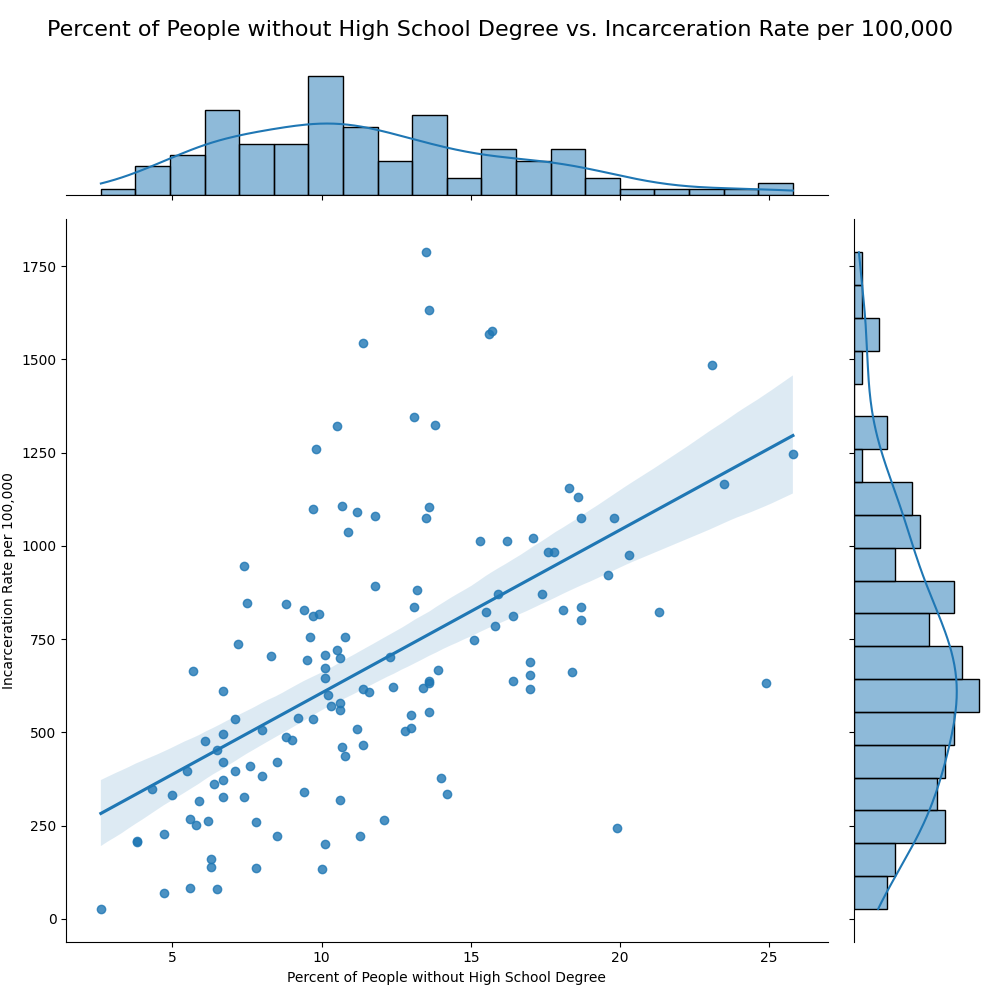 Percent of People without High School Degree vs. Incarceration Rate per 100,000
1750
1500
1250
1000
750
500
250
0
Incarceration Rate per 100,000
5 10 15 20 25
Percent of People without High School Degree